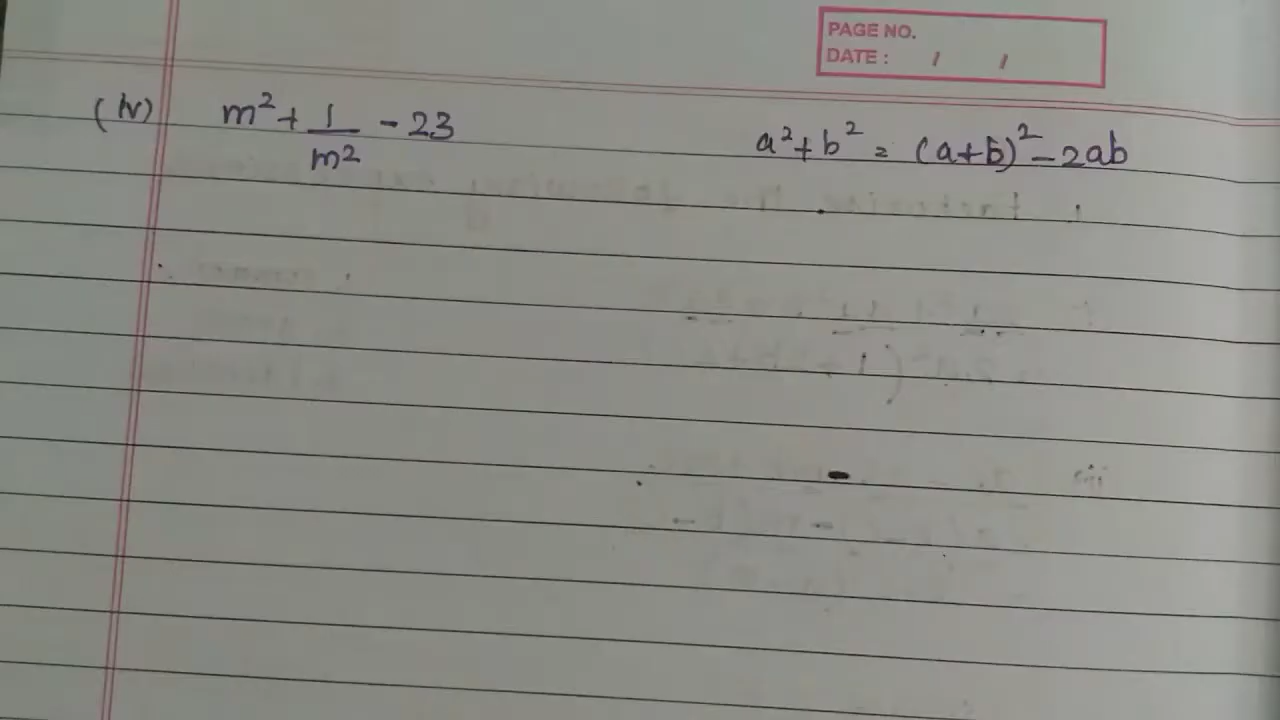 PAGE NO.
DATE : / /
(iv) m² + 1/m² - 23
a² + b² = (a+b)² - 2ab